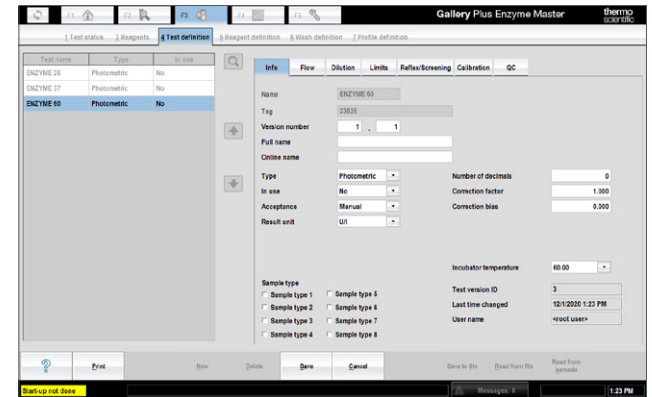 F1 F2 F3 F4 F5 Gallery Plus Enzyme Master thermo scientific
1 Test status 2 Reagents 4 Test definition 5 Reagent definition 6 Wash definition 7 Profile definition
Test name Type In use
ENZYME 25 Photometric No
ENZYME 37 Photometric No
ENZYME 60 Photometric No
Info Flow Dilution Limits Reflex/Screening Calibration QC
Name ENZYME 60
Tag 23625
Version number 1 . 1
Full name
Online name
Type Photometric Number of decimals 0
In use No Correction factor 1.000
Acceptance Manual Correction bias 0.000
Result unit U/l
Incubator temperature 60.00
Sample type
Test version ID 3
Sample type 1 Sample type 5
Last time changed 12/1/2020 1:23 PM
Sample type 2 Sample type 6
User name <root user>
Sample type 3 Sample type 7
Sample type 4 Sample type 8
? Print New Delete Save Cancel Save to file Read from file Read from barcode
Start-up not done Messages: 8 1:23 PM